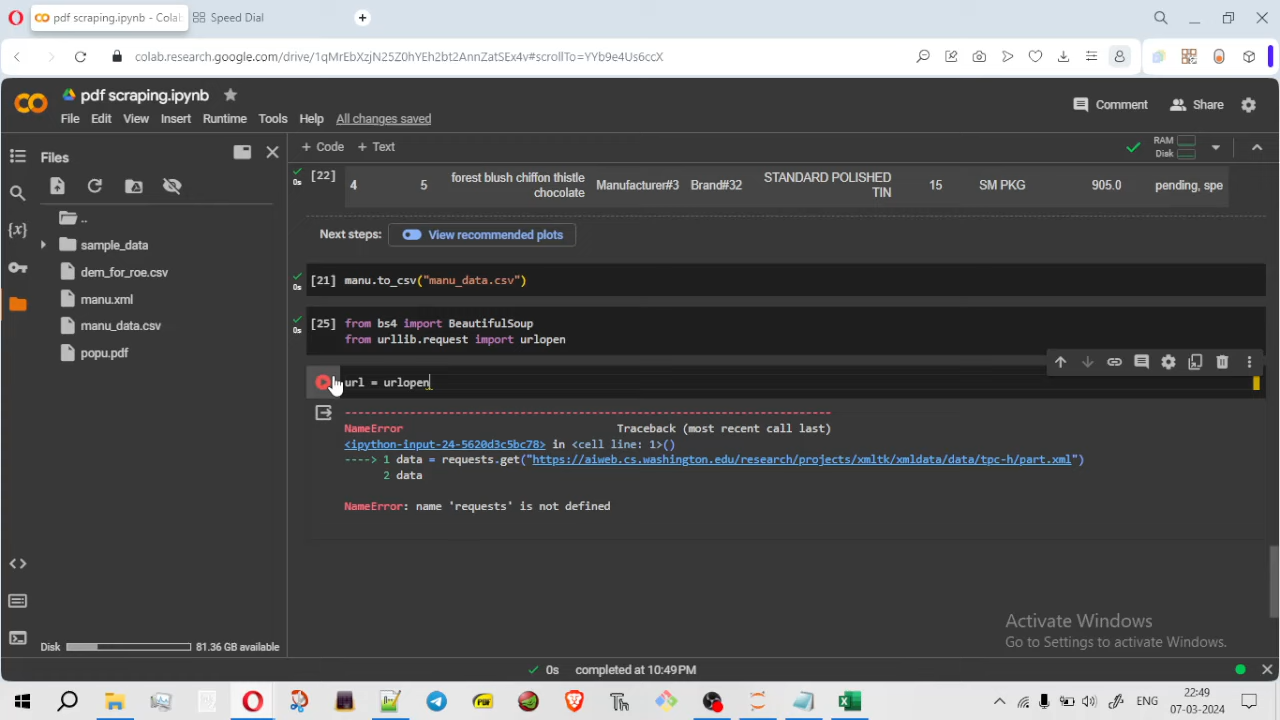 pdf scraping.ipynb - Colab
Speed Dial
colab.research.google.com/drive/1qMrEbXzjN25Z0hYEh2bt2AnnZatSEx4v#scrollTo=YYb9e4Us6ccX
pdf scraping.ipynb
Comment
Share
File Edit View Insert Runtime Tools Help All changes saved
Files
+ Code + Text
RAM
Disk
..
sample_data
dem_for_roe.csv
manu.xml
manu_data.csv
popu.pdf
[22]
0s
4 5 forest blush chiffon thistle chocolate Manufacturer#3 Brand#32 STANDARD POLISHED TIN 15 SM PKG 905.0 pending, spe
Next steps: View recommended plots
[21] manu.to_csv("manu_data.csv")
0s
[25] from bs4 import BeautifulSoup
0s
from urllib.request import urlopen
url = urlopen
---------------------------------------------------------------------------
NameError Traceback (most recent call last)
<ipython-input-24-5620d3c5bc78> in <cell line: 1>()
----> 1 data = requests.get("https://aiweb.cs.washington.edu/research/projects/xmltk/xmldata/data/tpc-h/part.xml")
2 data
NameError: name 'requests' is not defined
Activate Windows
Go to Settings to activate Windows.
Disk 81.36 GB available
0s completed at 10:49 PM
ENG
22:49
07-03-2024